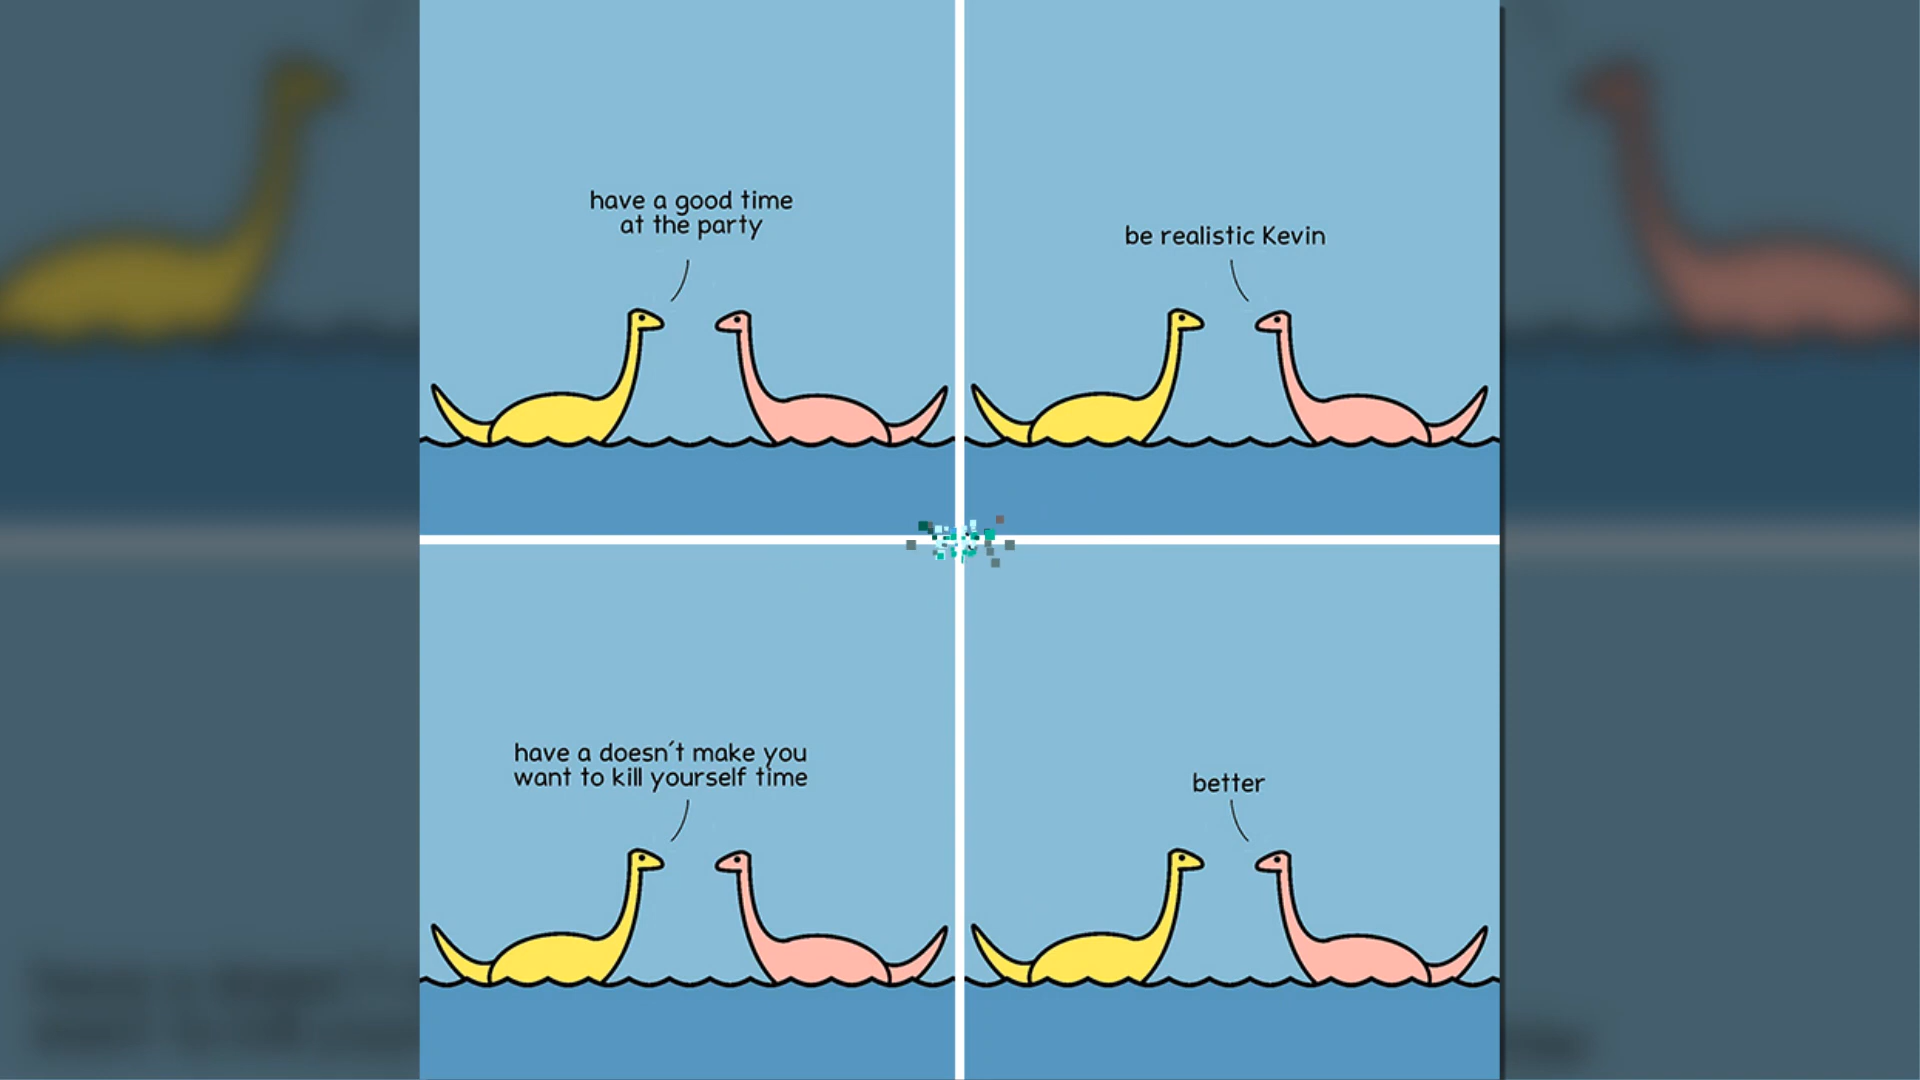 have a good time
at the party
be realistic Kevin
have a doesn´t make you
want to kill yourself time
better